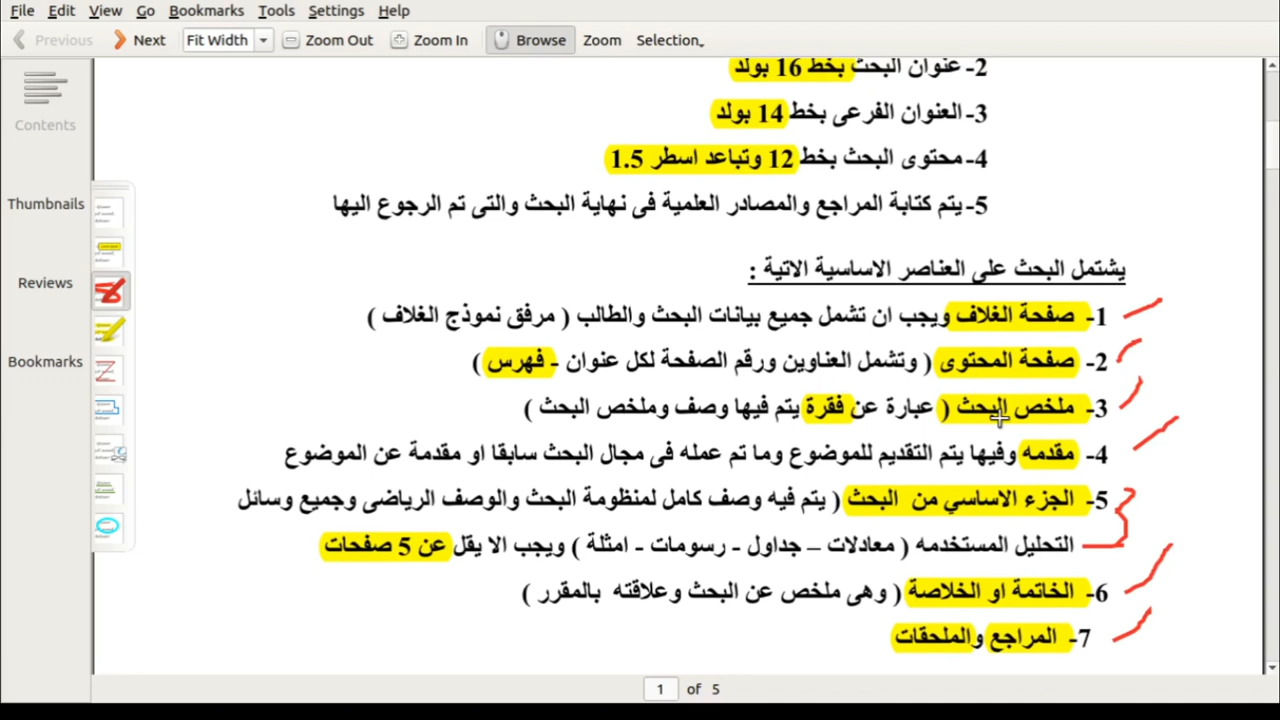 File Edit View Go Bookmarks Tools Settings Help
Previous Next Fit Width Zoom Out Zoom In Browse Zoom Selection
Contents
Thumbnails
Reviews
Bookmarks
2- عنوان البحث بخط 16 بولد
3- العنوان الفرعى بخط 14 بولد
4- محتوى البحث بخط 12 وتباعد اسطر 1.5
5- يتم كتابة المراجع والمصادر العلمية فى نهاية البحث والتى تم الرجوع اليها
يشتمل البحث على العناصر الاساسية الاتية :
1- صفحة الغلاف ويجب ان تشمل جميع بيانات البحث والطالب ( مرفق نموذج الغلاف )
2- صفحة المحتوى ( وتشمل العناوين ورقم الصفحة لكل عنوان - فهرس )
3- ملخص البحث ( عبارة عن فقرة يتم فيها وصف وملخص البحث )
4- مقدمه وفيها يتم التقديم للموضوع وما تم عمله فى مجال البحث سابقا او مقدمة عن الموضوع
5- الجزء الاساسي من البحث ( يتم فيه وصف كامل لمنظومة البحث والوصف الرياضى وجميع وسائل
التحليل المستخدمه ( معادلات – جداول - رسومات - امثلة ) ويجب الا يقل عن 5 صفحات
6- الخاتمة او الخلاصة ( وهى ملخص عن البحث وعلاقته بالمقرر )
7- المراجع والملحقات
1 of 5